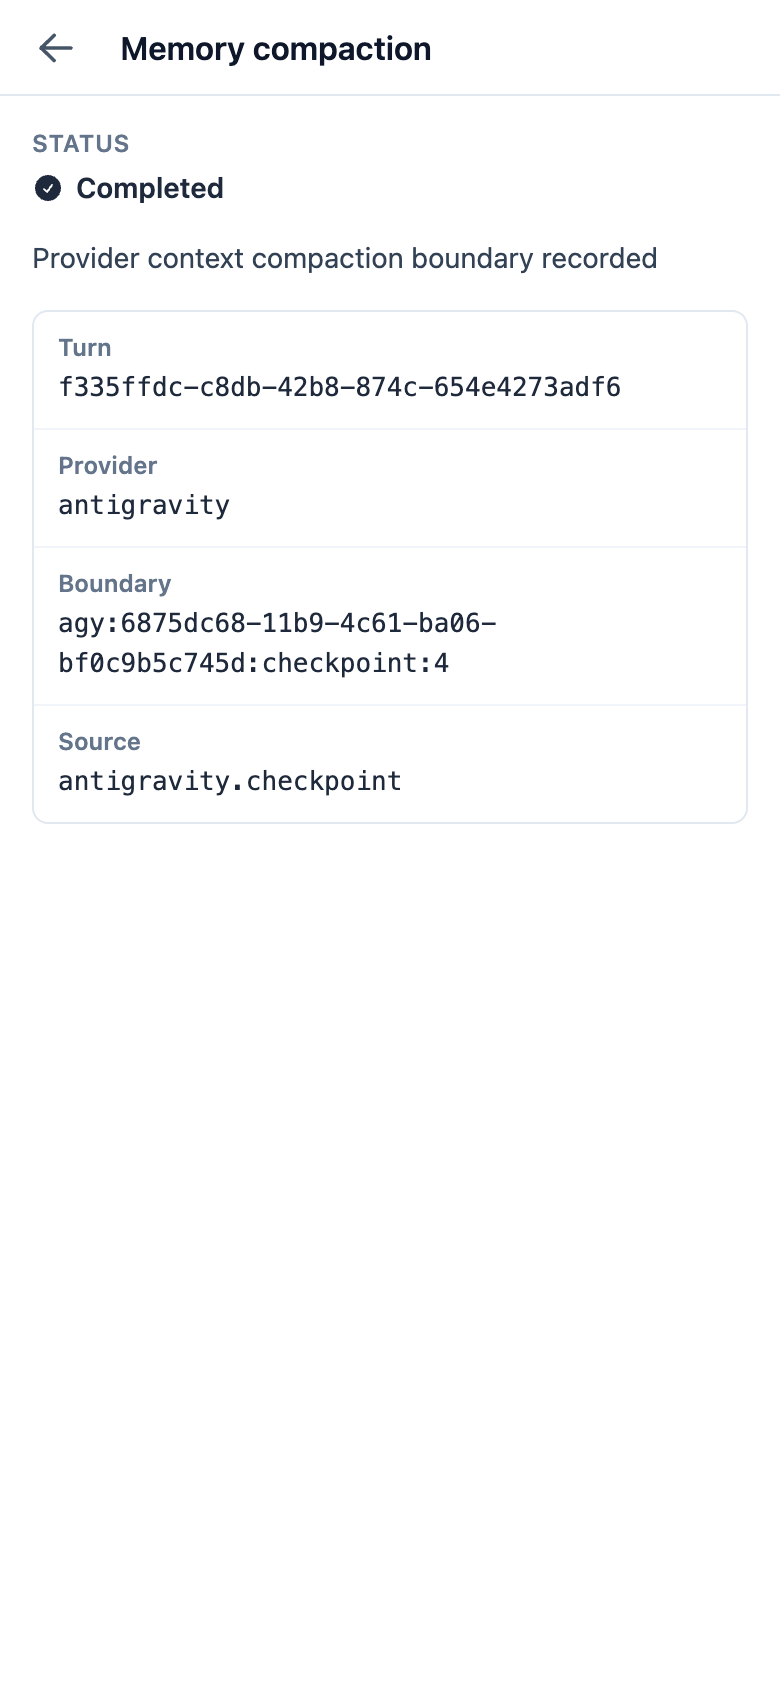 Memory compaction
STATUS
Completed
Provider context compaction boundary recorded
Turn
f335ffdc-c8db-42b8-874c-654e4273adf6
Provider
antigravity
Boundary
agy:6875dc68-11b9-4c61-ba06-
bf0c9b5c745d:checkpoint:4
Source
antigravity.checkpoint